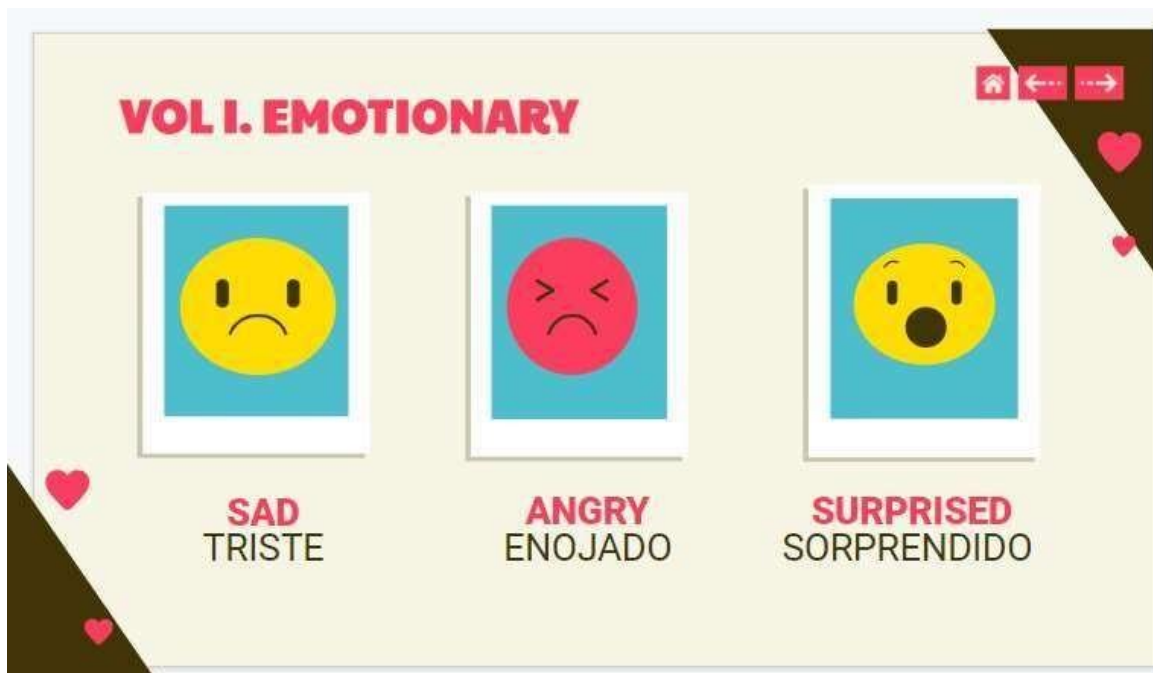 VOL I. EMOTIONARY
SAD
TRISTE
ANGRY
ENOJADO
SURPRISED
SORPRENDIDO